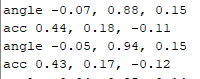 angle -0.07, 0.88, 0.15
acc 0.44, 0.18, -0.11
angle -0.05, 0.94, 0.15
acc 0.43, 0.17, -0.12